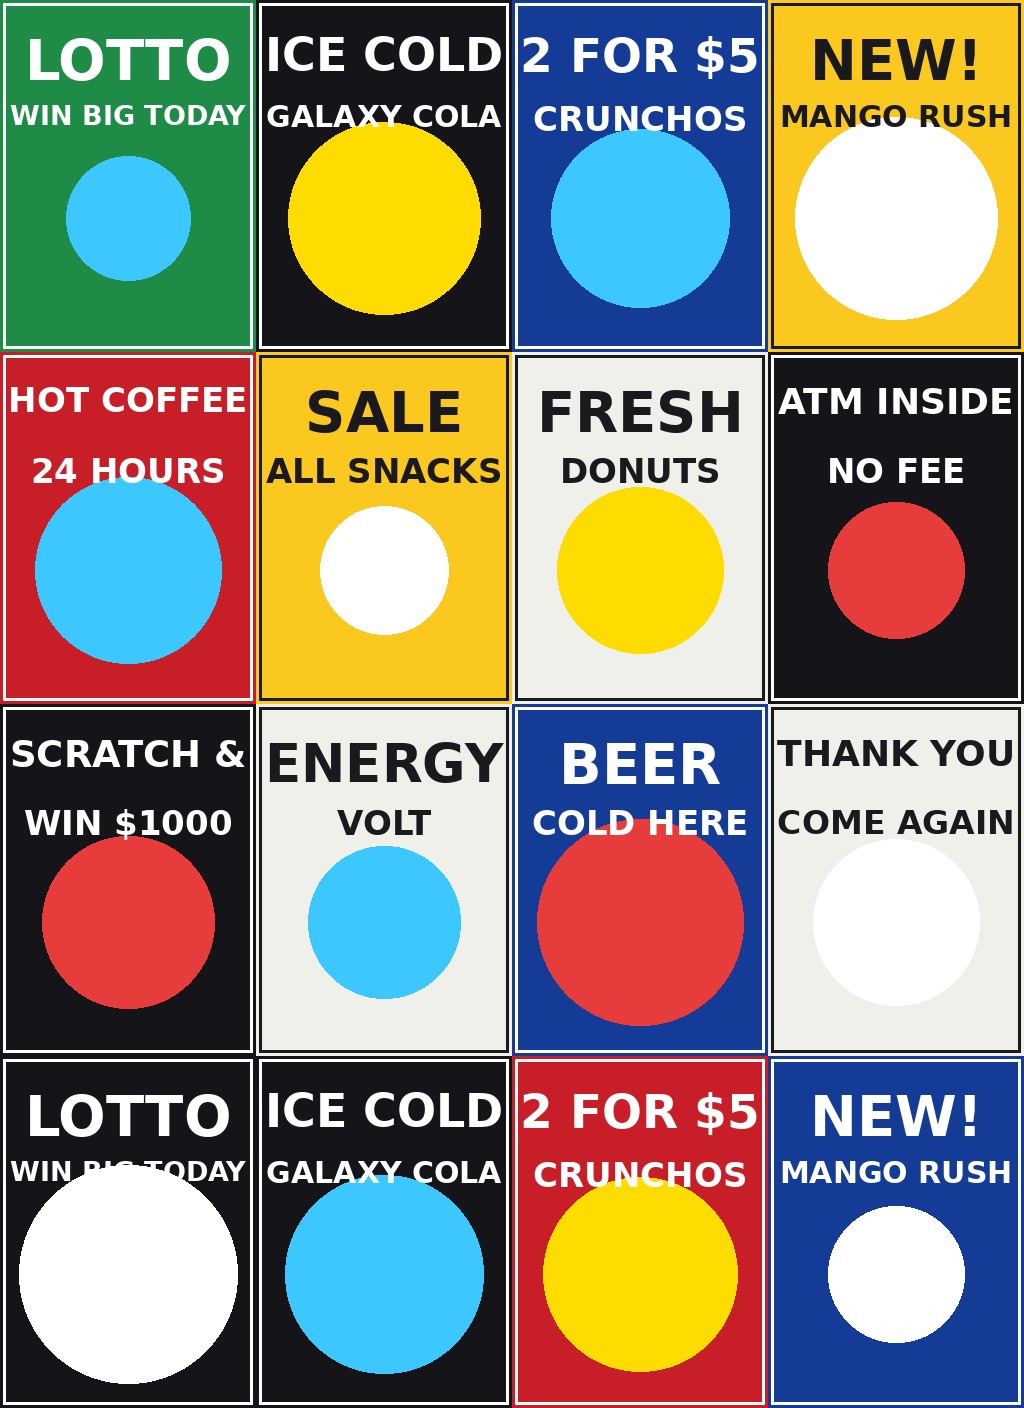 LOTTO
WIN BIG TODAY
ICE COLD
GALAXY COLA
2 FOR $5
CRUNCHOS
NEW!
MANGO RUSH
HOT COFFEE
24 HOURS
SALE
ALL SNACKS
FRESH
DONUTS
ATM INSIDE
NO FEE
SCRATCH &
WIN $1000
ENERGY
VOLT
BEER
COLD HERE
THANK YOU
COME AGAIN
LOTTO
WIN BIG TODAY
ICE COLD
GALAXY COLA
2 FOR $5
CRUNCHOS
NEW!
MANGO RUSH